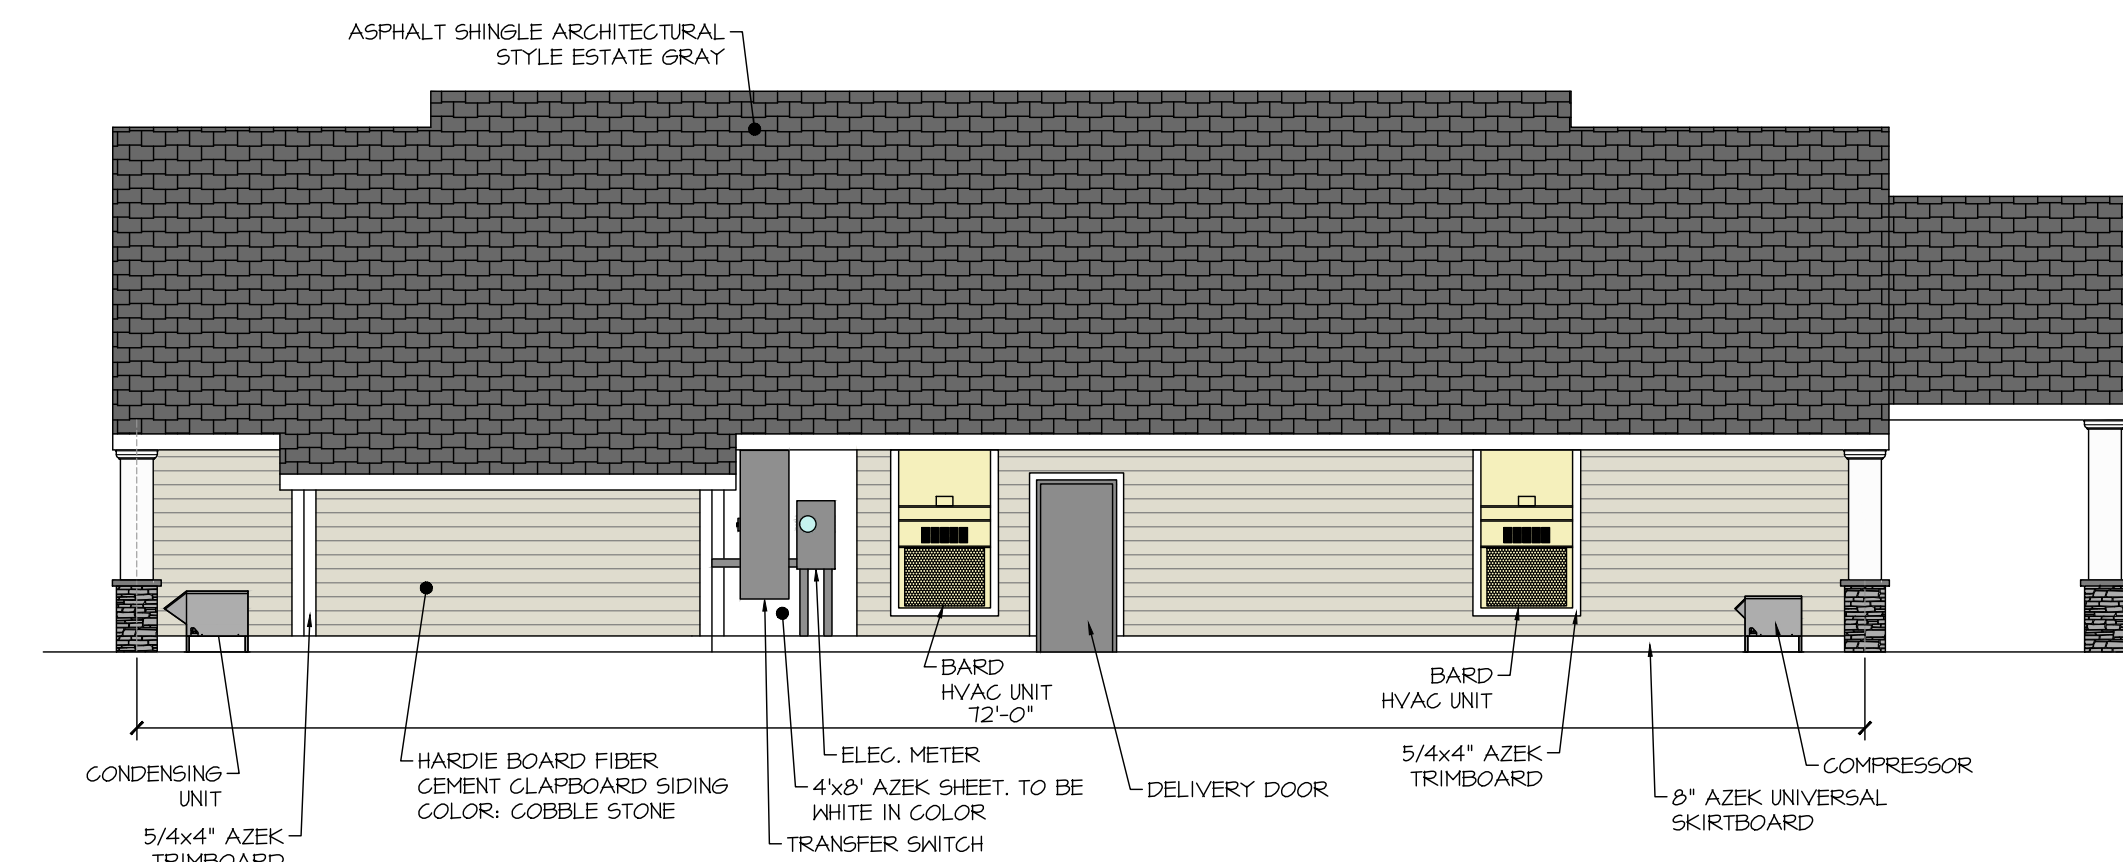 ASPHALT SHINGLE ARCHITECTURAL
STYLE ESTATE GRAY
BARD
HVAC UNIT
72'-0"
BARD
HVAC UNIT
CONDENSING
UNIT
5/4x4" AZEK
TRIMBOARD
HARDIE BOARD FIBER
CEMENT CLAPBOARD SIDING
COLOR: COBBLE STONE
ELEC. METER
4'x8' AZEK SHEET. TO BE
WHITE IN COLOR
TRANSFER SWITCH
DELIVERY DOOR
5/4x4" AZEK
TRIMBOARD
8" AZEK UNIVERSAL
SKIRTBOARD
COMPRESSOR